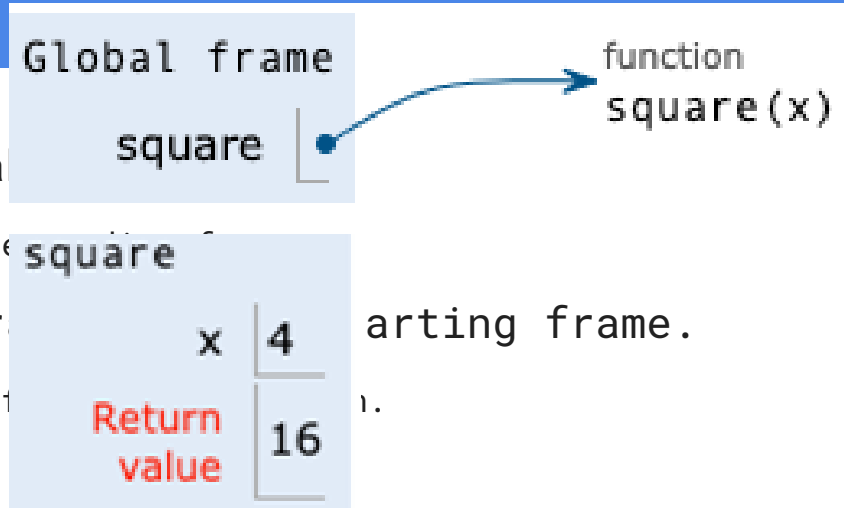 Global frame
function
square(x)
square
square
arting frame.
x 4
Return
value
16